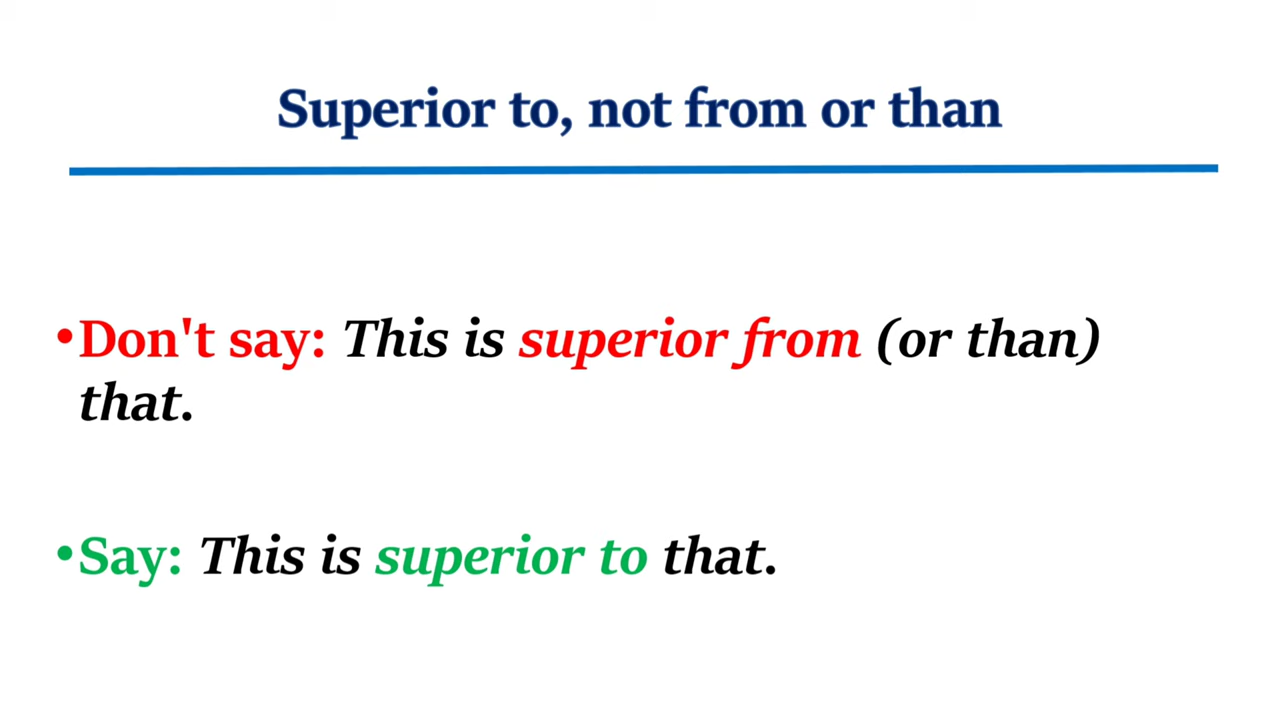 Superior to, not from or than
•Don't say: This is superior from (or than)
that.
•Say: This is superior to that.